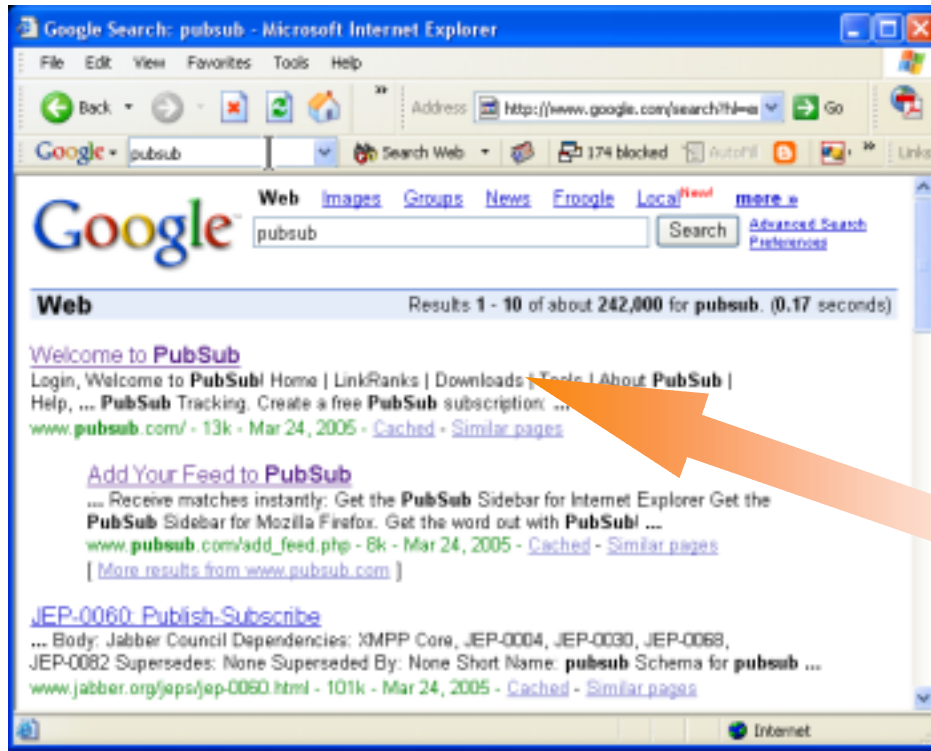 Google Search: pubsub - Microsoft Internet Explorer
File Edit View Favorites Tools Help
Back Address http://www.google.com/search?hl=e Go
Google pubsub Search Web 174 blocked AutoFill Links
Google Web Images Groups News Froogle Local New! more »
pubsub Search Advanced Search
Preferences
Web Results 1 - 10 of about 242,000 for pubsub. (0.17 seconds)
Welcome to PubSub
Login, Welcome to PubSub! Home | LinkRanks | Downloads | Tools | About PubSub |
Help, ... PubSub Tracking. Create a free PubSub subscription: ...
www.pubsub.com/ - 13k - Mar 24, 2005 - Cached - Similar pages
Add Your Feed to PubSub
... Receive matches instantly: Get the PubSub Sidebar for Internet Explorer Get the
PubSub Sidebar for Mozilla Firefox. Get the word out with PubSub! ...
www.pubsub.com/add_feed.php - 8k - Mar 24, 2005 - Cached - Similar pages
[ More results from www.pubsub.com ]
JEP-0060: Publish-Subscribe
... Body: Jabber Council Dependencies: XMPP Core, JEP-0004, JEP-0030, JEP-0068,
JEP-0082 Supersedes: None Superseded By: None Short Name: pubsub Schema for pubsub ...
www.jabber.org/jeps/jep-0060.html - 101k - Mar 24, 2005 - Cached - Similar pages
Internet